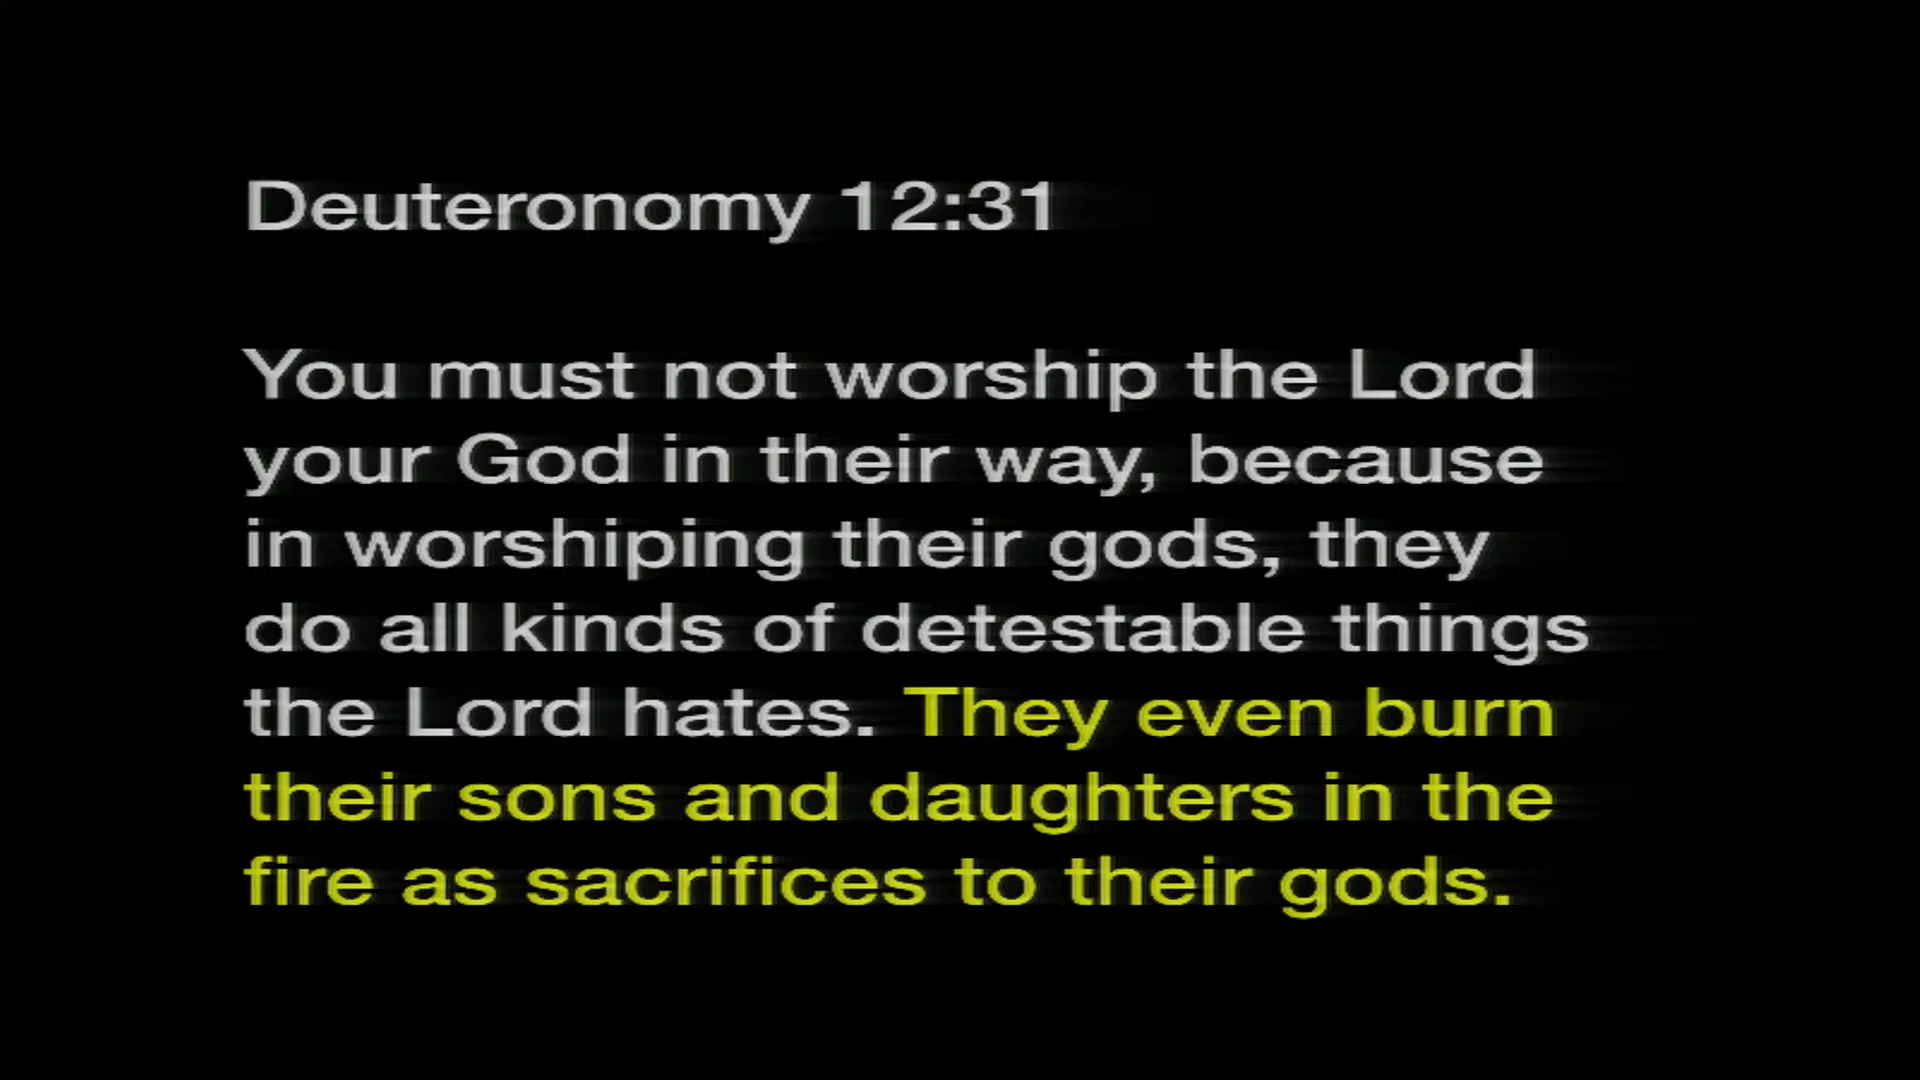 Deuteronomy 12:31
You must not worship the Lord
your God in their way, because
in worshiping their gods, they
do all kinds of detestable things
the Lord hates. They even burn
their sons and daughters in the
fire as sacrifices to their gods.